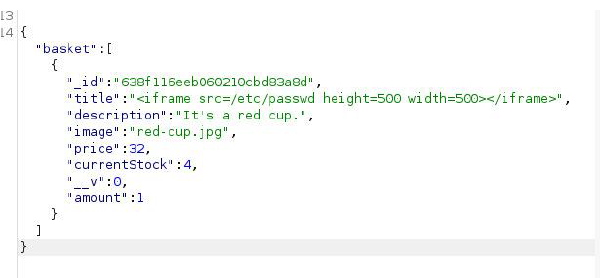 13
14 {
"basket":[
{
"_id":"638f116eeb060210cbd83a8d",
"title":"<iframe src=/etc/passwd height=500 width=500></iframe>",
"description":"It's a red cup.",
"image":"red-cup.jpg",
"price":32,
"currentStock":4,
"__v":0,
"amount":1
}
]
}